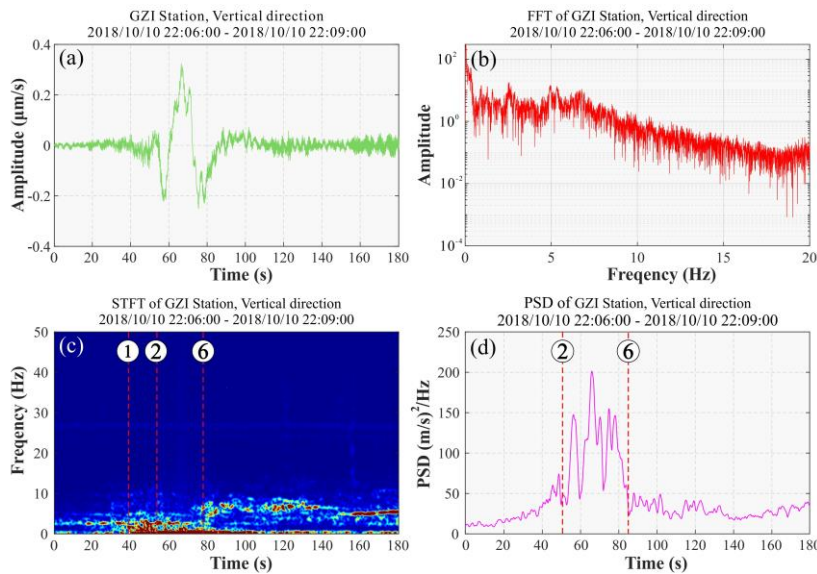 GZI Station, Vertical direction
2018/10/10 22:06:00 - 2018/10/10 22:09:00
(a)
Amplitude (μm/s)
0.4
0.2
0
-0.2
-0.4
0 20 40 60 80 100 120 140 160 180
Time (s)
FFT of GZI Station, Vertical direction
2018/10/10 22:06:00 - 2018/10/10 22:09:00
(b)
Amplitude
10²
10⁰
10⁻²
10⁻⁴
0 5 10 15 20
Freqency (Hz)
STFT of GZI Station, Vertical direction
2018/10/10 22:06:00 - 2018/10/10 22:09:00
(c)
① ② ⑥
Freqency (Hz)
50
40
30
20
10
0
0 20 40 60 80 100 120 140 160 180
Time (s)
PSD of GZI Station, Vertical direction
2018/10/10 22:06:00 - 2018/10/10 22:09:00
(d)
② ⑥
PSD (m/s)²/Hz
250
200
150
100
50
0
0 20 40 60 80 100 120 140 160 180
Time (s)